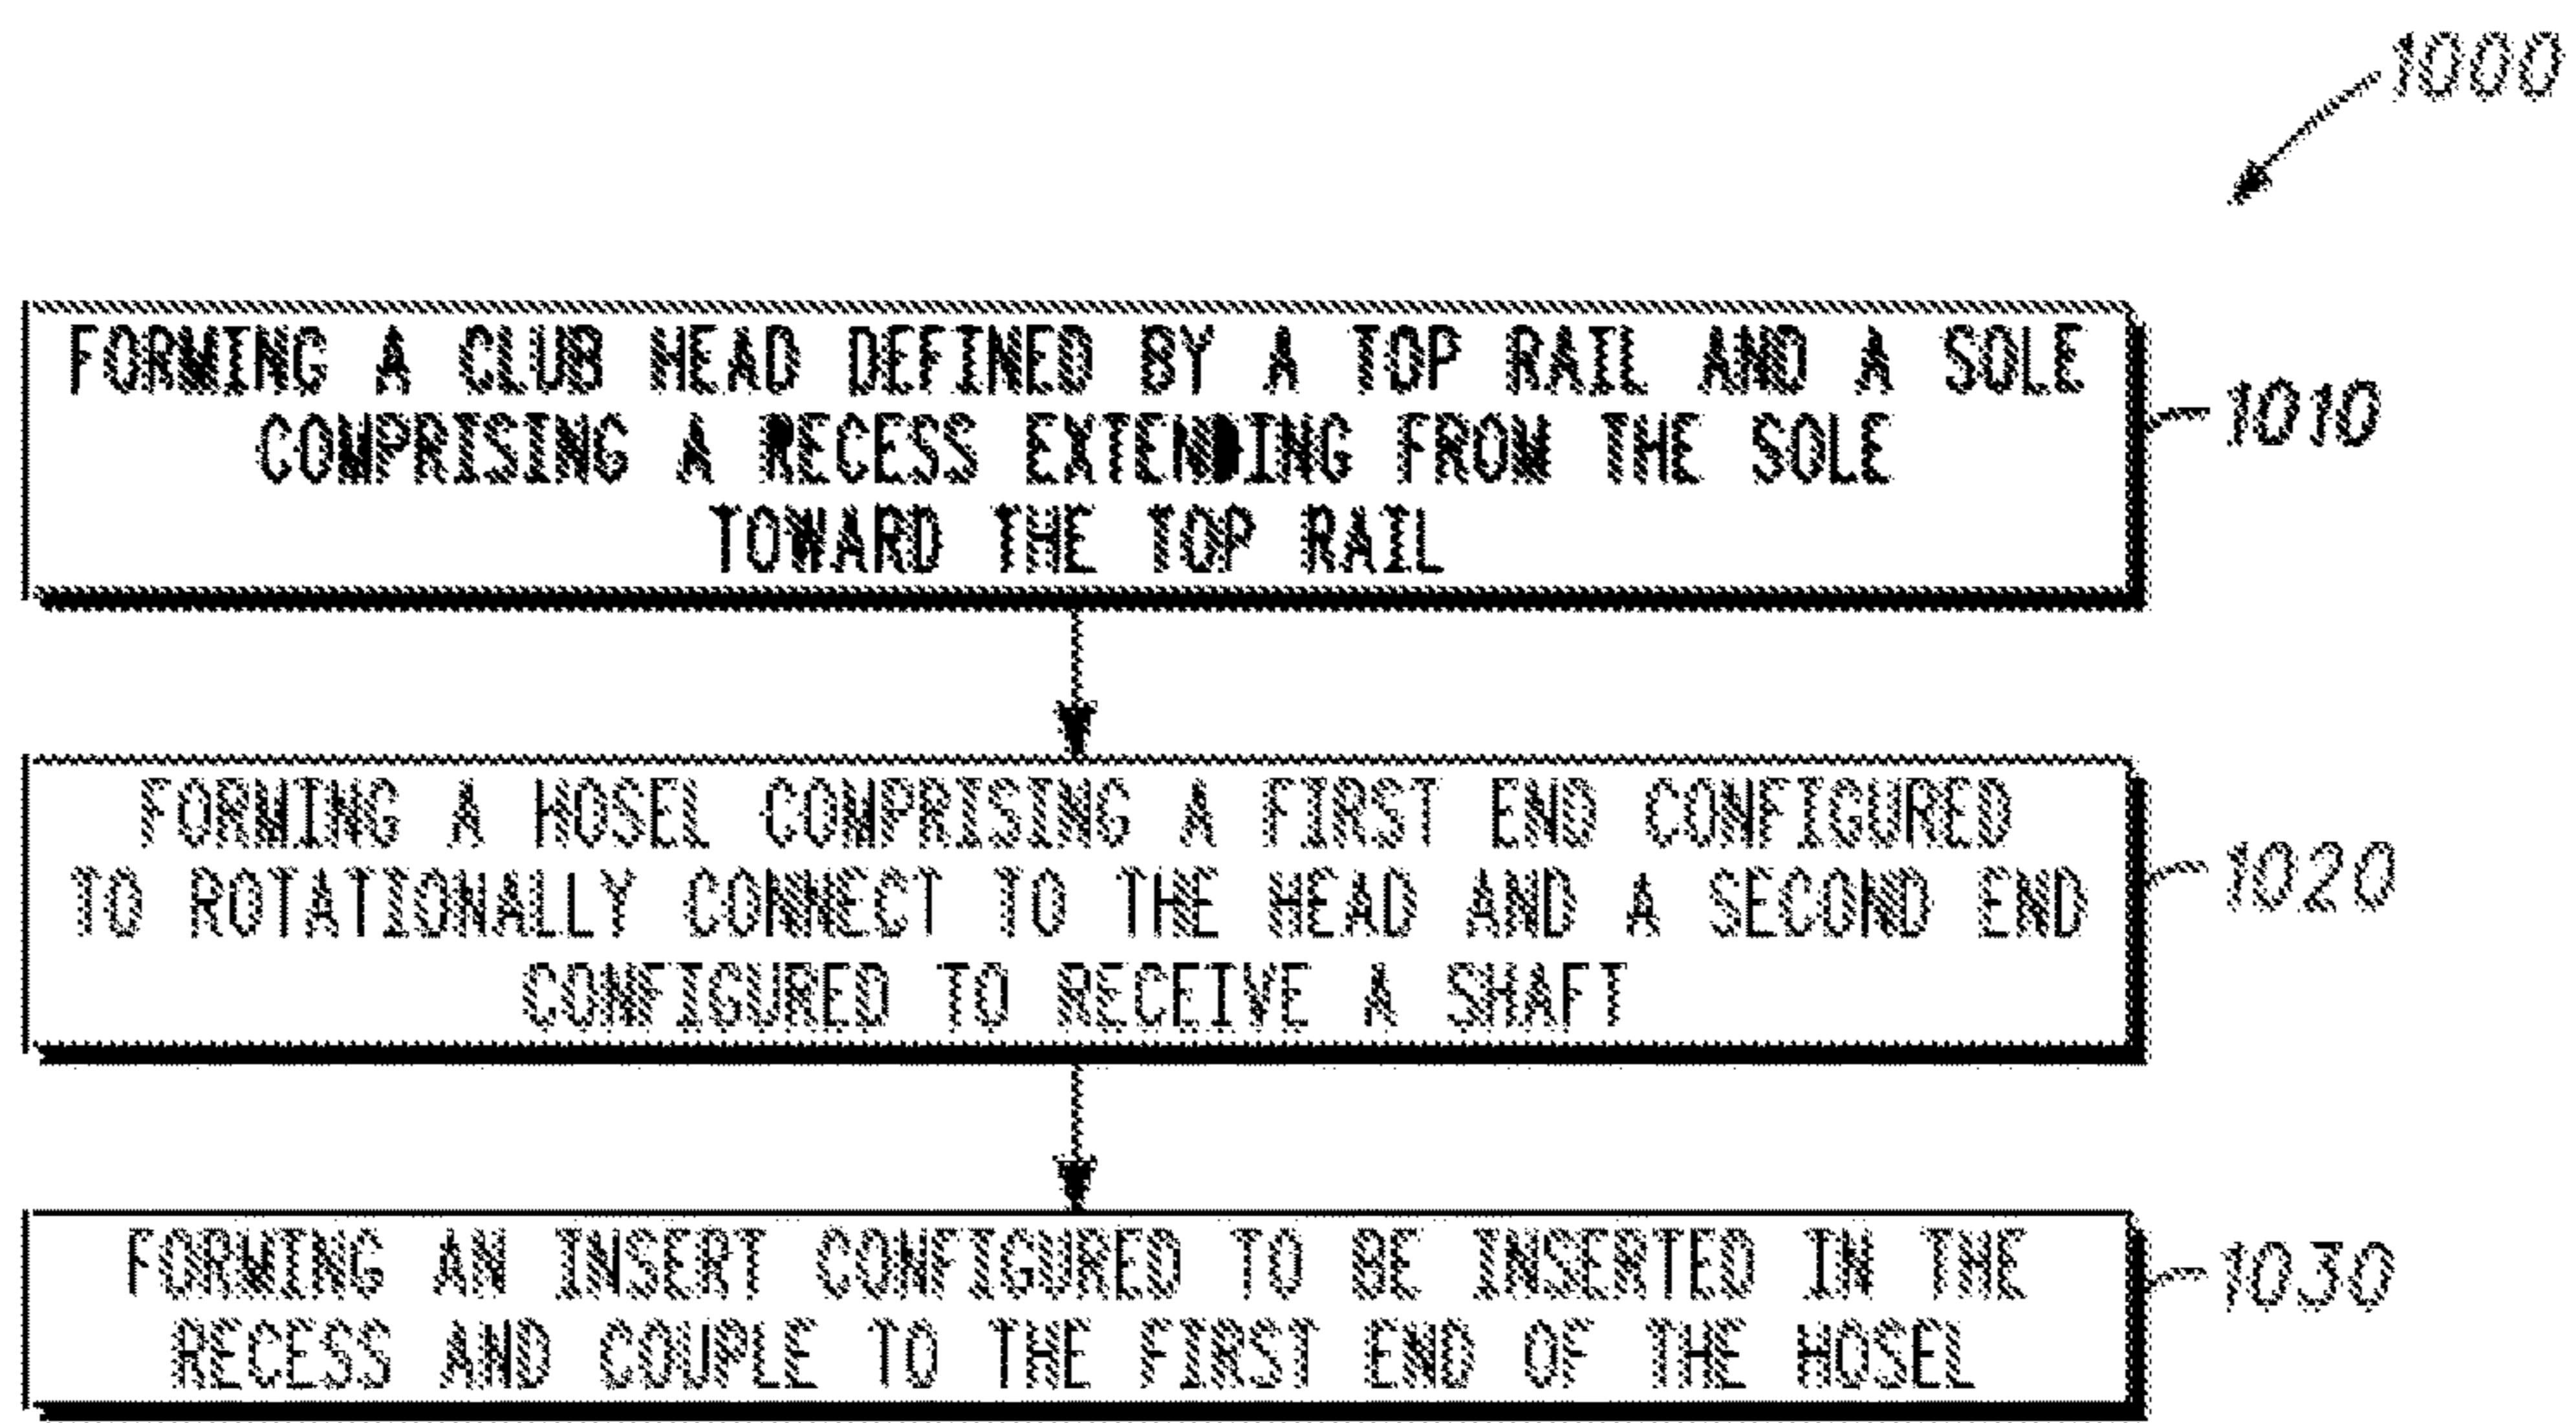 1000
FORMING A CLUB HEAD DEFINED BY A TOP RAIL AND A SOLE
COMPRISING A RECESS EXTENDING FROM THE SOLE
TOWARD THE TOP RAIL
1010
FORMING A HOSEL COMPRISING A FIRST END CONFIGURED
TO ROTATIONALLY CONNECT TO THE HEAD AND A SECOND END
CONFIGURED TO RECEIVE A SHAFT
1020
FORMING AN INSERT CONFIGURED TO BE INSERTED IN THE
RECESS AND COUPLE TO THE FIRST END OF THE HOSEL
1030